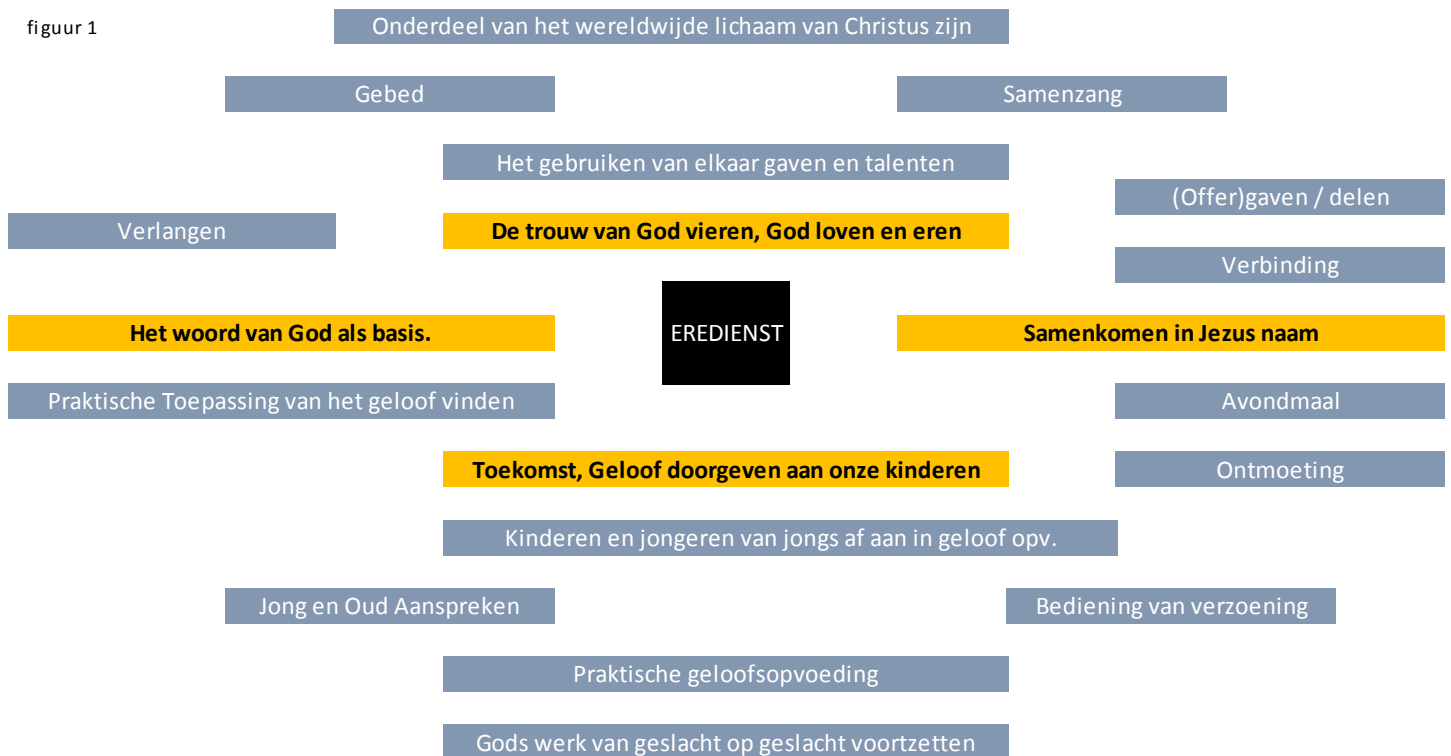 figuur 1
Onderdeel van het wereldwijde lichaam van Christus zijn
Gebed
Samenzang
Het gebruiken van elkaar gaven en talenten
(Offer)gaven / delen
Verlangen
De trouw van God vieren, God loven en eren
Verbinding
Het woord van God als basis.
EREDIENST
Samenkomen in Jezus naam
Praktische Toepassing van het geloof vinden
Avondmaal
Toekomst, Geloof doorgeven aan onze kinderen
Ontmoeting
Kinderen en jongeren van jongs af aan in geloof opv.
Jong en Oud Aanspreken
Bediening van verzoening
Praktische geloofsopvoeding
Gods werk van geslacht op geslacht voortzetten